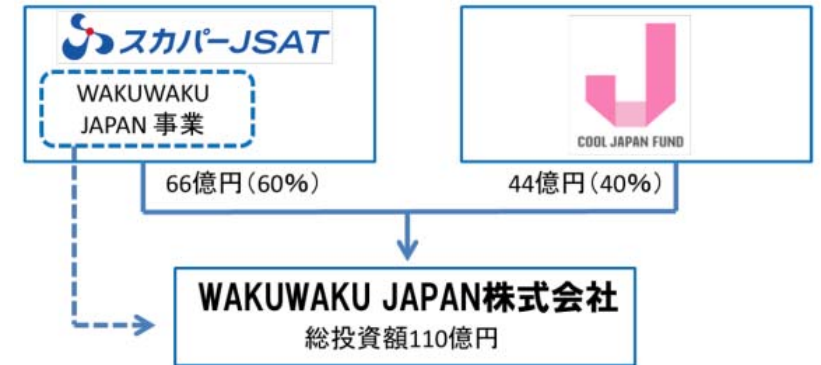 スカパーJSAT
WAKUWAKU
JAPAN 事業
COOL JAPAN FUND
66億円（60%）
44億円（40%）
WAKUWAKU JAPAN株式会社
総投資額110億円